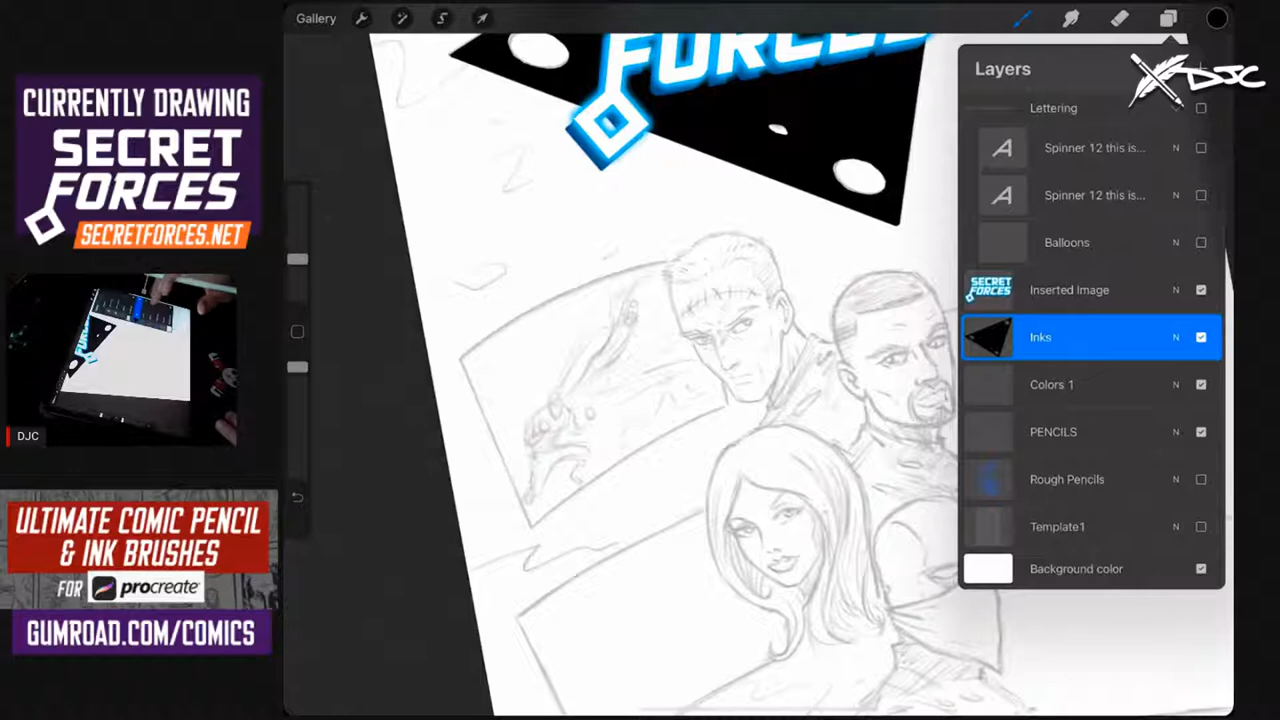 Gallery
CURRENTLY DRAWING
SECRET
FORCES
SECRETFORCES.NET
DJC
ULTIMATE COMIC PENCIL
& INK BRUSHES
FOR procreate
GUMROAD.COM/COMICS
FORCES
Layers
DJC
Lettering
A Spinner 12 this is... N
A Spinner 12 this is... N
Balloons N
SECRET
FORCES
Inserted Image N
Inks N
Colors 1 N
PENCILS N
Rough Pencils N
Template1 N
Background color